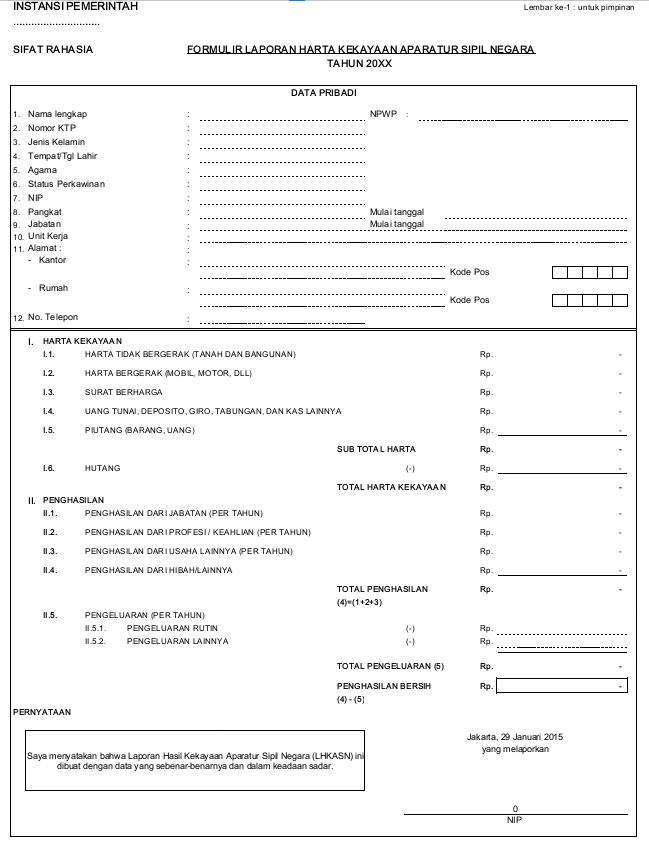 INSTANSI PEMERINTAH
Lembar ke-1 : untuk pimpinan
.............................
SIFAT RAHASIA
FORMULIR LAPORAN HARTA KEKAYAAN APARATUR SIPIL NEGARA
TAHUN 20XX
DATA PRIBADI
1. Nama lengkap : NPWP :
2. Nomor KTP :
3. Jenis Kelamin :
4. Tempat/Tgl Lahir :
5. Agama :
6. Status Perkawinan :
7. NIP :
8. Pangkat : Mulai tanggal
9. Jabatan : Mulai tanggal
10. Unit Kerja :
11. Alamat : :
- Kantor :
Kode Pos
- Rumah :
Kode Pos
12. No. Telepon :
I. HARTA KEKAYAAN
I.1. HARTA TIDAK BERGERAK (TANAH DAN BANGUNAN) Rp. -
I.2. HARTA BERGERAK (MOBIL, MOTOR, DLL) Rp. -
I.3. SURAT BERHARGA Rp. -
I.4. UANG TUNAI, DEPOSITO, GIRO, TABUNGAN, DAN KAS LAINNYA Rp. -
I.5. PIUTANG (BARANG, UANG) Rp. -
SUB TOTAL HARTA Rp. -
I.6. HUTANG (-) Rp. -
TOTAL HARTA KEKAYAAN Rp. -
II. PENGHASILAN
II.1. PENGHASILAN DARI JABATAN (PER TAHUN) Rp. -
II.2. PENGHASILAN DARI PROFESI / KEAHLIAN (PER TAHUN) Rp. -
II.3. PENGHASILAN DARI USAHA LAINNYA (PER TAHUN) Rp. -
II.4. PENGHASILAN DARI HIBAH/LAINNYA Rp. -
TOTAL PENGHASILAN Rp. -
(4)=(1+2+3)
II.5. PENGELUARAN (PER TAHUN)
II.5.1. PENGELUARAN RUTIN (-) Rp.
II.5.2. PENGELUARAN LAINNYA (-) Rp.
TOTAL PENGELUARAN (5) Rp. -
PENGHASILAN BERSIH Rp. -
(4) - (5)
PERNYATAAN
Jakarta, 29 Januari 2015
yang melaporkan
Saya menyatakan bahwa Laporan Hasil Kekayaan Aparatur Sipil Negara (LHKASN) ini
dibuat dengan data yang sebenar-benarnya dan dalam keadaan sadar.
0
NIP